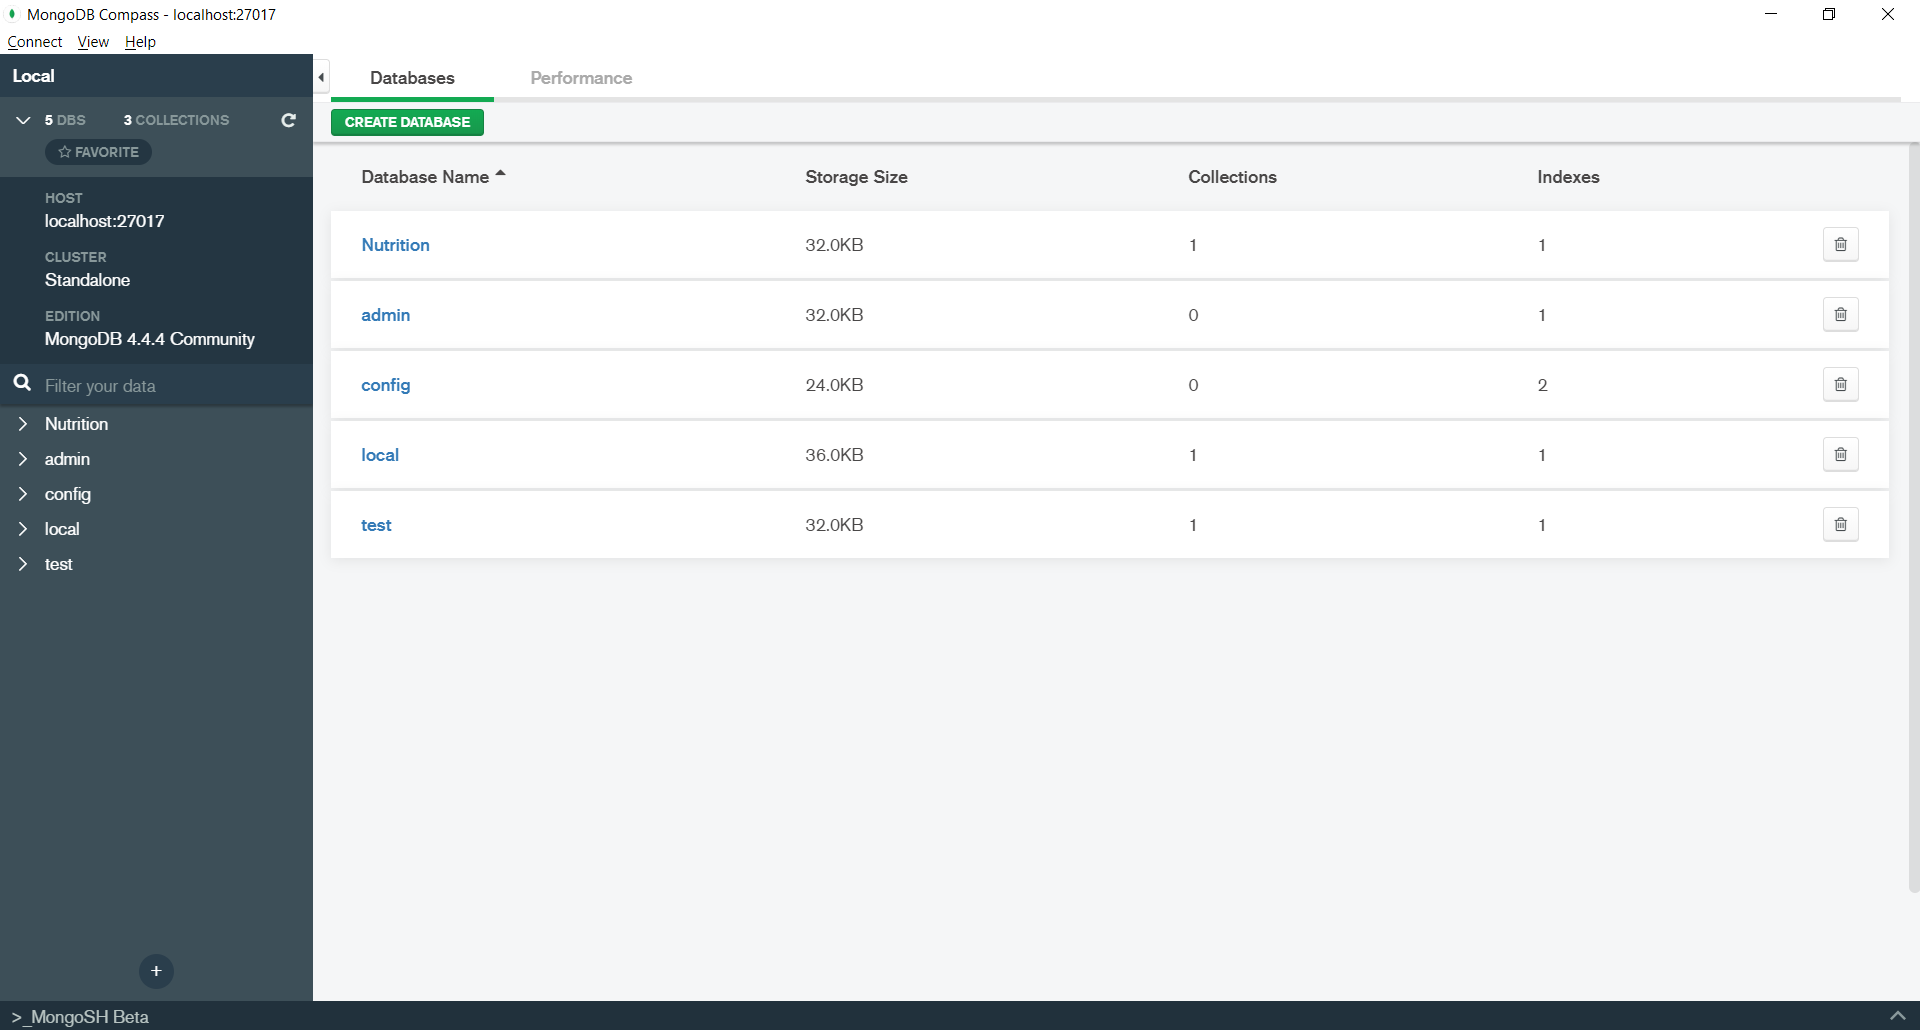 MongoDB Compass - localhost:27017
Connect View Help
Local
5 DBS 3 COLLECTIONS
FAVORITE
HOST
localhost:27017
CLUSTER
Standalone
EDITION
MongoDB 4.4.4 Community
Filter your data
Nutrition
admin
config
local
test
>_MongoSH Beta
Databases Performance
CREATE DATABASE
Database Name Storage Size Collections Indexes
Nutrition 32.0KB 1 1
admin 32.0KB 0 1
config 24.0KB 0 2
local 36.0KB 1 1
test 32.0KB 1 1